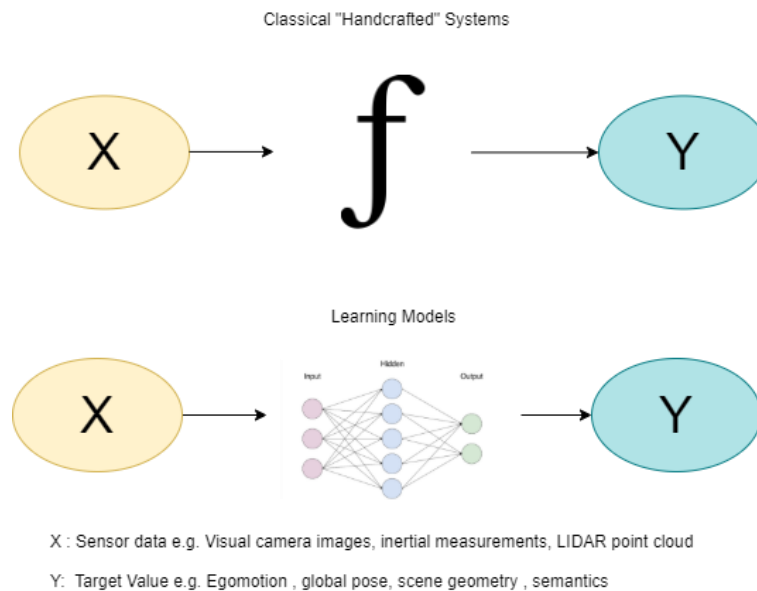 Classical "Handcrafted" Systems
X
f
Y
Learning Models
Hidden
Input
Output
X
Y
X : Sensor data e.g. Visual camera images, inertial measurements, LIDAR point cloud
Y: Target Value e.g. Egomotion , global pose, scene geometry , semantics